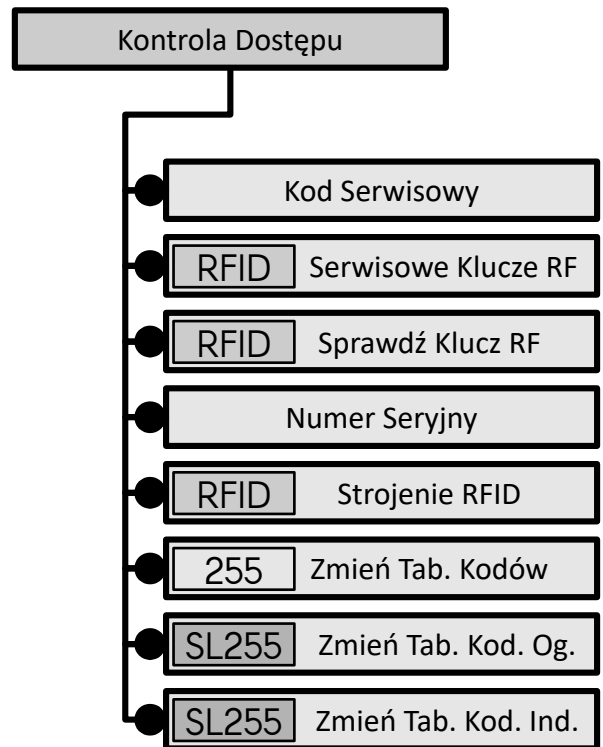 Kontrola Dostępu
Kod Serwisowy
RFID Serwisowe Klucze RF
RFID Sprawdź Klucz RF
Numer Seryjny
RFID Strojenie RFID
255 Zmień Tab. Kodów
SL255 Zmień Tab. Kod. Og.
SL255 Zmień Tab. Kod. Ind.